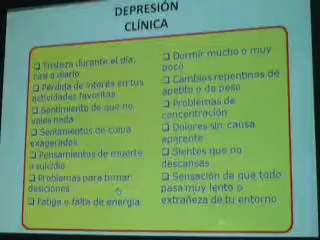 DEPRESIÓN
CLÍNICA
❑ Tristeza durante el día,
casi a diario
❑ Pérdida de interés en tus
actividades favoritas
❑ Sentimiento de que no
vales nada
❑ Sentimientos de culpa
exagerados
❑ Pensamientos de muerte
o suicidio
❑ Problemas para tomar
desiciones
❑ Fatiga o falta de energía
❑ Dormir mucho o muy
poco
❑ Cambios repentinos de
apetito o de peso
❑ Problemas de
concentración
❑ Dolores sin causa
aparente
❑ Sientes que no
descansas
❑ Sensación de que todo
pasa muy lento o
extrañeza de tu entorno